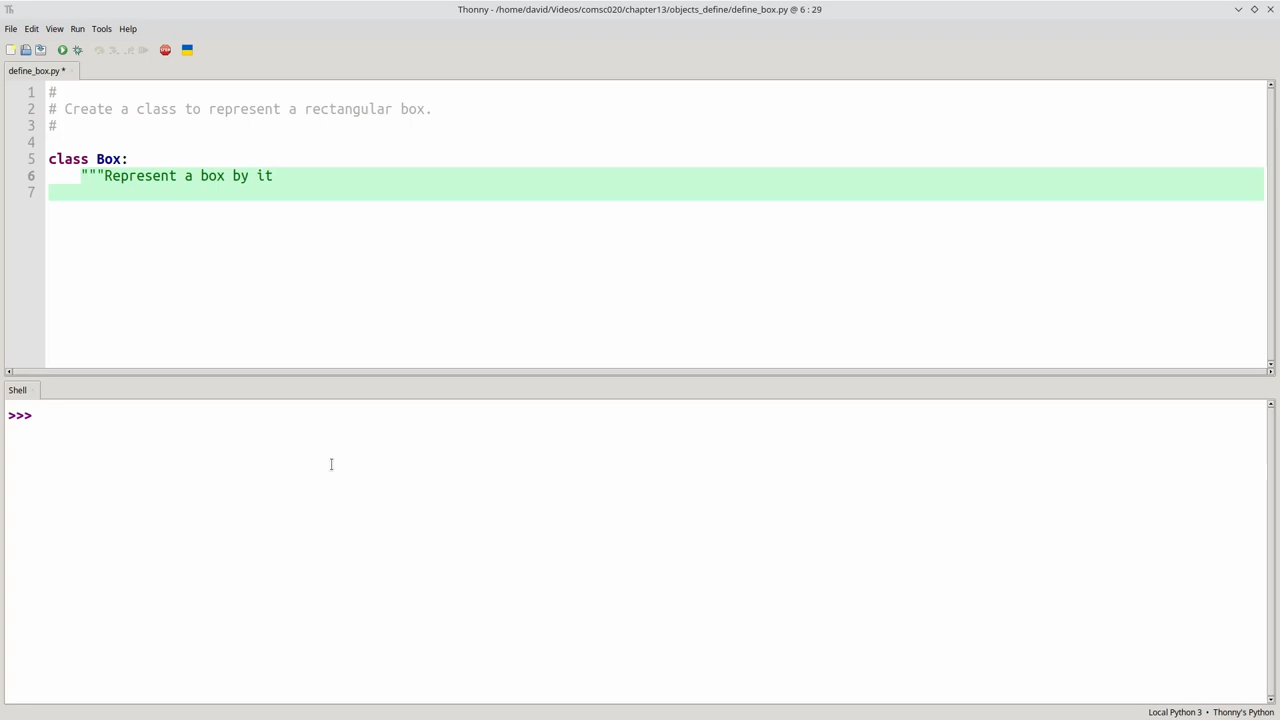 Thonny - /home/david/Videos/comsc020/chapter13/objects_define/define_box.py @ 6 : 29
File Edit View Run Tools Help
define_box.py *
1 #
2 # Create a class to represent a rectangular box.
3 #
4
5 class Box:
6 """Represent a box by it
7
Shell
>>>
Local Python 3 • Thonny's Python